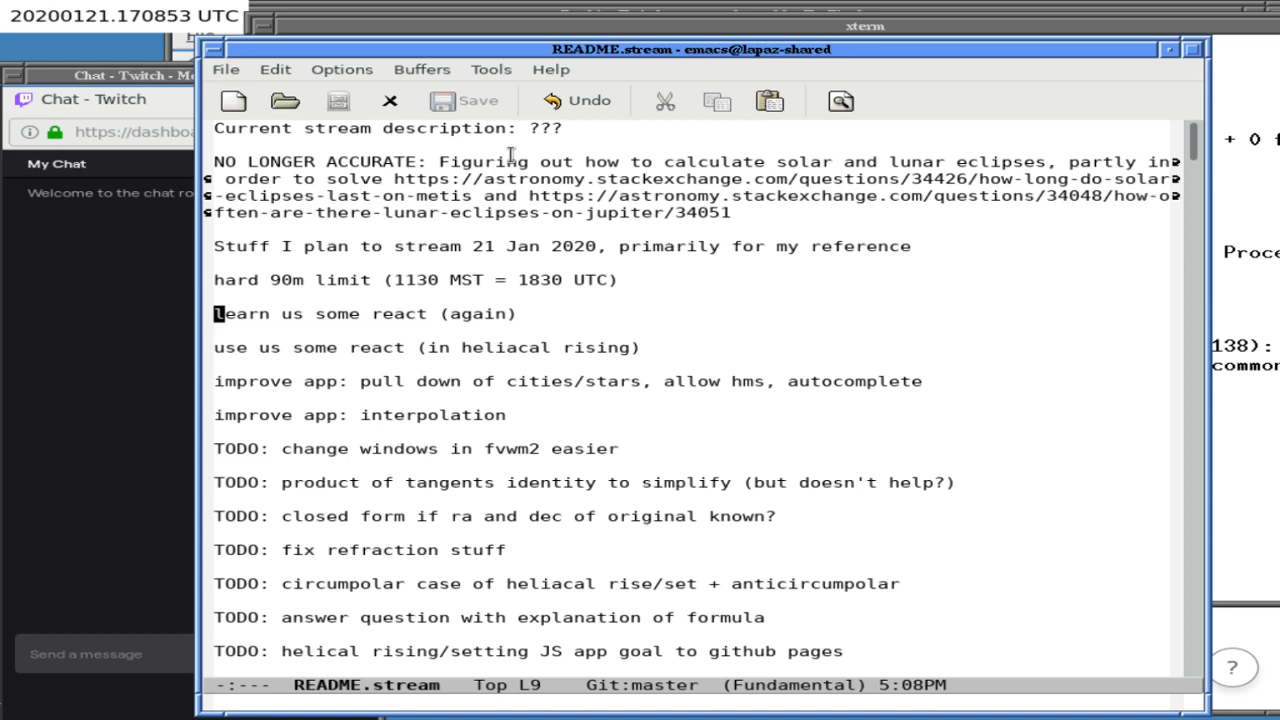 20200121.170853 UTC
xterm
README.stream - emacs@lapaz-shared
File Edit Options Buffers Tools Help
Save Undo
Chat - Twitch - M
Chat - Twitch
https://dashboa
My Chat
Welcome to the chat ro
Send a message
Current stream description: ???
NO LONGER ACCURATE: Figuring out how to calculate solar and lunar eclipses, partly in
order to solve https://astronomy.stackexchange.com/questions/34426/how-long-do-solar
-eclipses-last-on-metis and https://astronomy.stackexchange.com/questions/34048/how-o
ften-are-there-lunar-eclipses-on-jupiter/34051
Stuff I plan to stream 21 Jan 2020, primarily for my reference
hard 90m limit (1130 MST = 1830 UTC)
learn us some react (again)
use us some react (in heliacal rising)
improve app: pull down of cities/stars, allow hms, autocomplete
improve app: interpolation
TODO: change windows in fvwm2 easier
TODO: product of tangents identity to simplify (but doesn't help?)
TODO: closed form if ra and dec of original known?
TODO: fix refraction stuff
TODO: circumpolar case of heliacal rise/set + anticircumpolar
TODO: answer question with explanation of formula
TODO: helical rising/setting JS app goal to github pages
-:--- README.stream Top L9 Git:master (Fundamental) 5:08PM
+ 0 f
Proce
138):
common
?